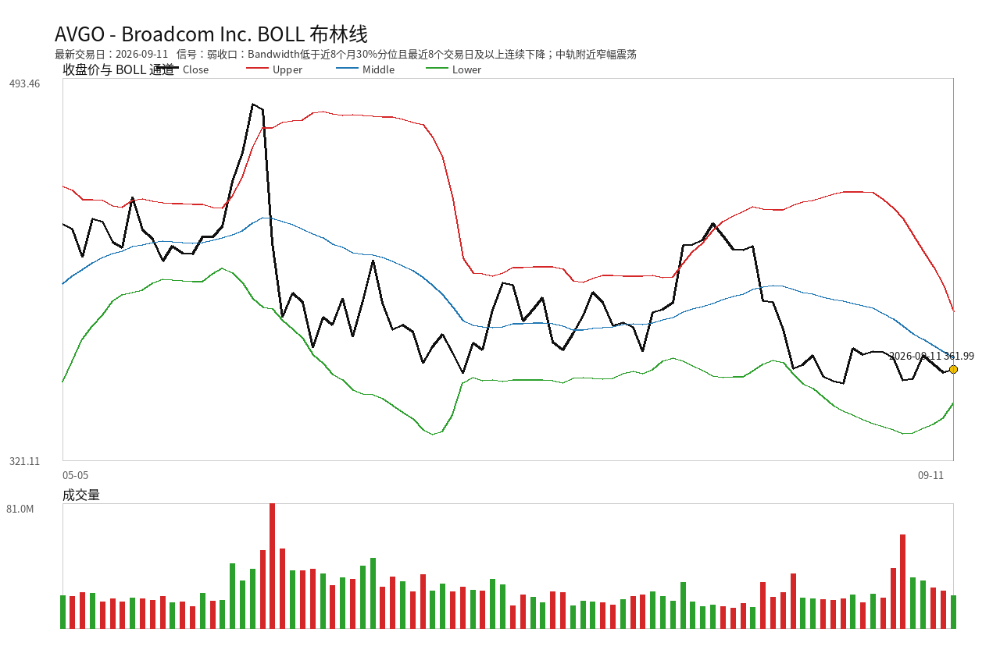 AVGO - Broadcom Inc. BOLL 布林线
最新交易日：2026-09-11 信号：弱收口：Bandwidth低于近8个月30%分位且最近8个交易日及以上连续下降；中轨附近窄幅震荡
收盘价与 BOLL 通道 Close Upper Middle Lower
493.46
2026-09-11 361.99
321.11
05-05 09-11
成交量
81.0M